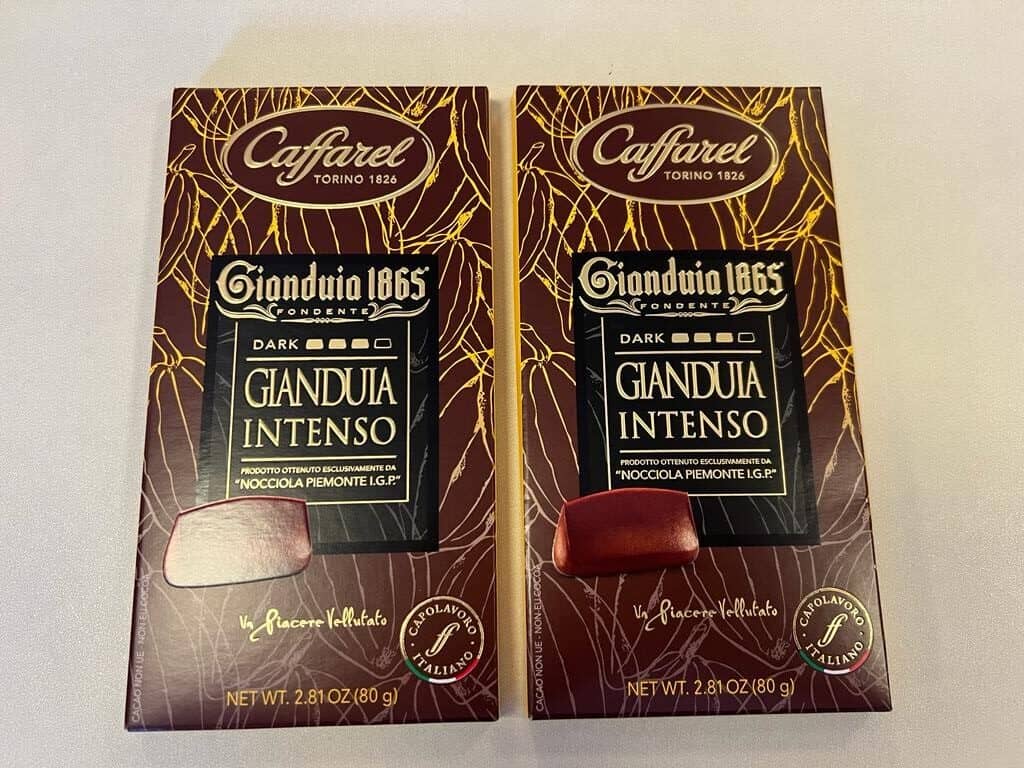 Caffarel
TORINO 1826
Gianduia 1865
FONDENTE
DARK
GIANDUIA
INTENSO
PRODOTTO OTTENUTO ESCLUSIVAMENTE DA
"NOCCIOLA PIEMONTE I.G.P."
CACAO NON UE - NON-EU COCOA
Un Piacere Vellutato
CAPOLAVORO
f
ITALIANO
NET WT. 2.81 OZ (80 g)
Caffarel
TORINO 1826
Gianduia 1865
FONDENTE
DARK
GIANDUIA
INTENSO
PRODOTTO OTTENUTO ESCLUSIVAMENTE DA
"NOCCIOLA PIEMONTE I.G.P."
CACAO NON UE - NON-EU COCOA
Un Piacere Vellutato
CAPOLAVORO
f
ITALIANO
NET WT. 2.81 OZ (80 g)